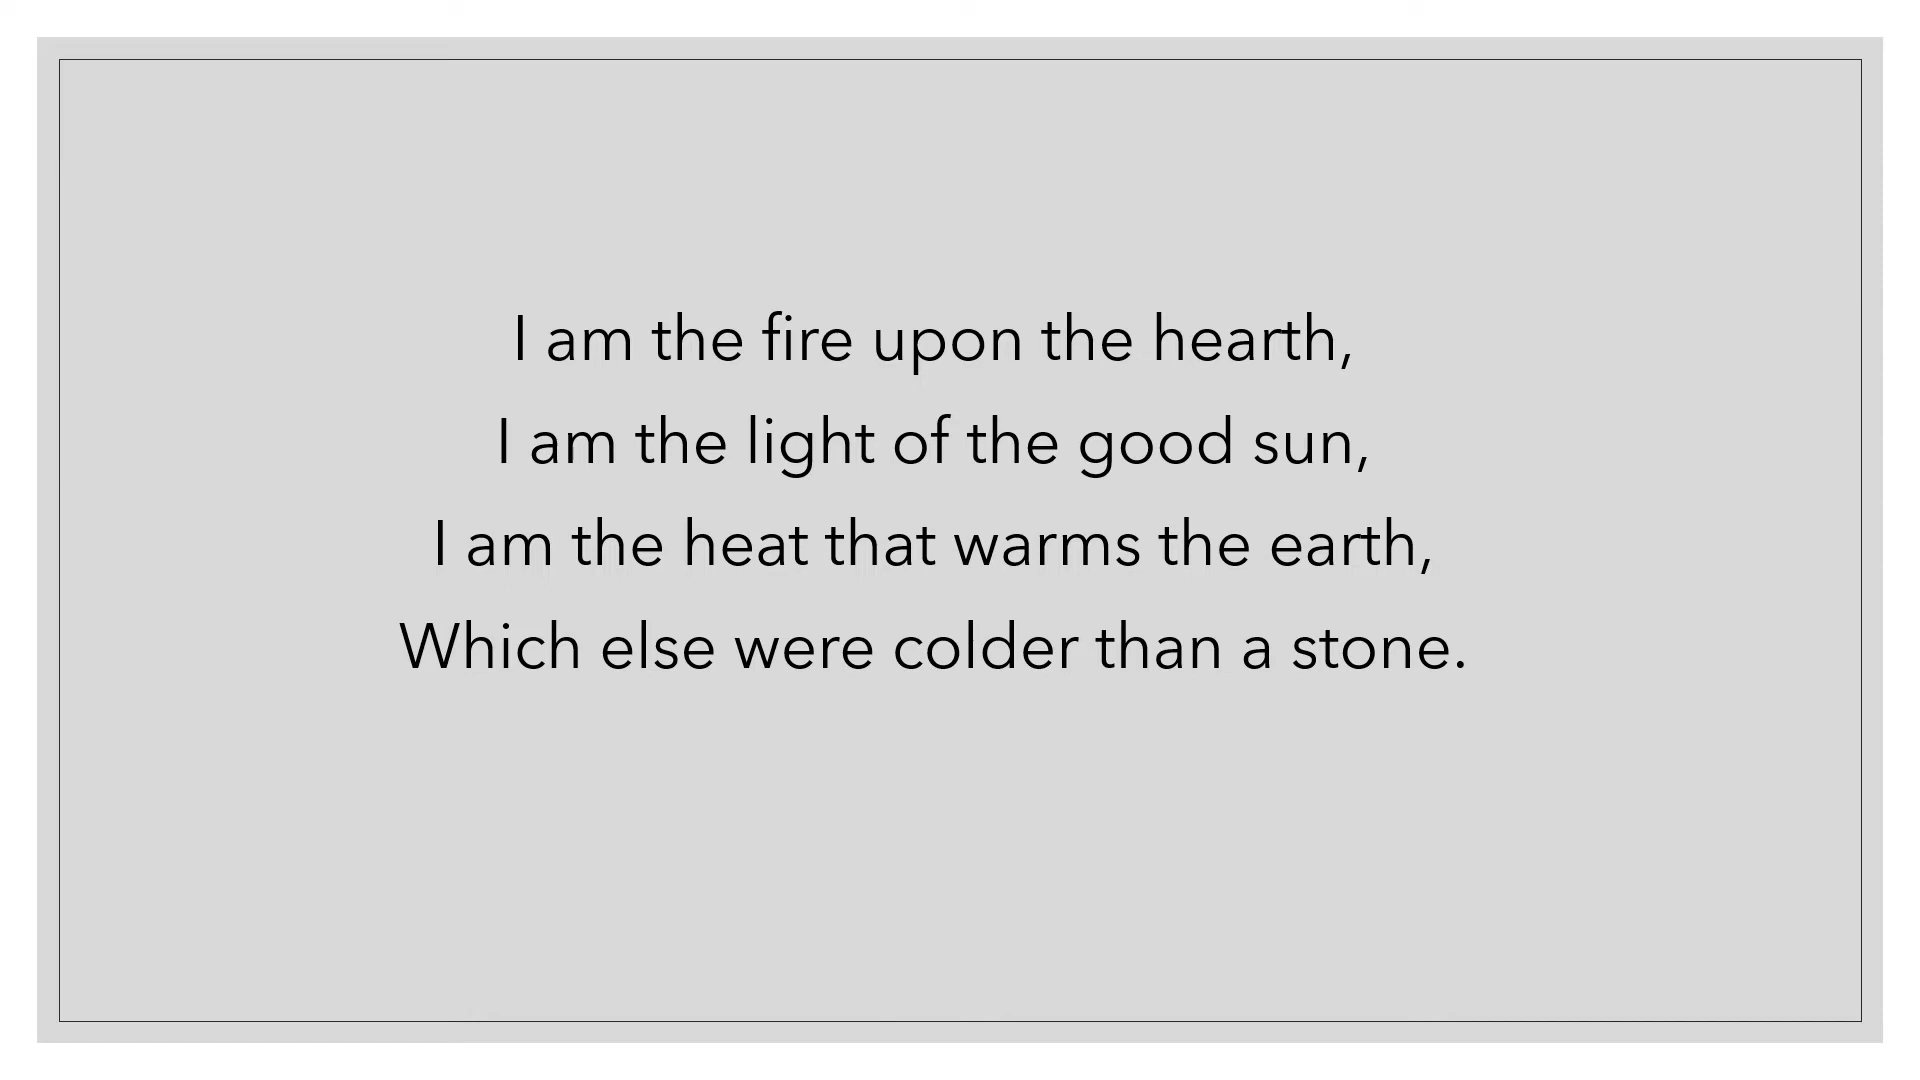 I am the fire upon the hearth,
I am the light of the good sun,
I am the heat that warms the earth,
Which else were colder than a stone.